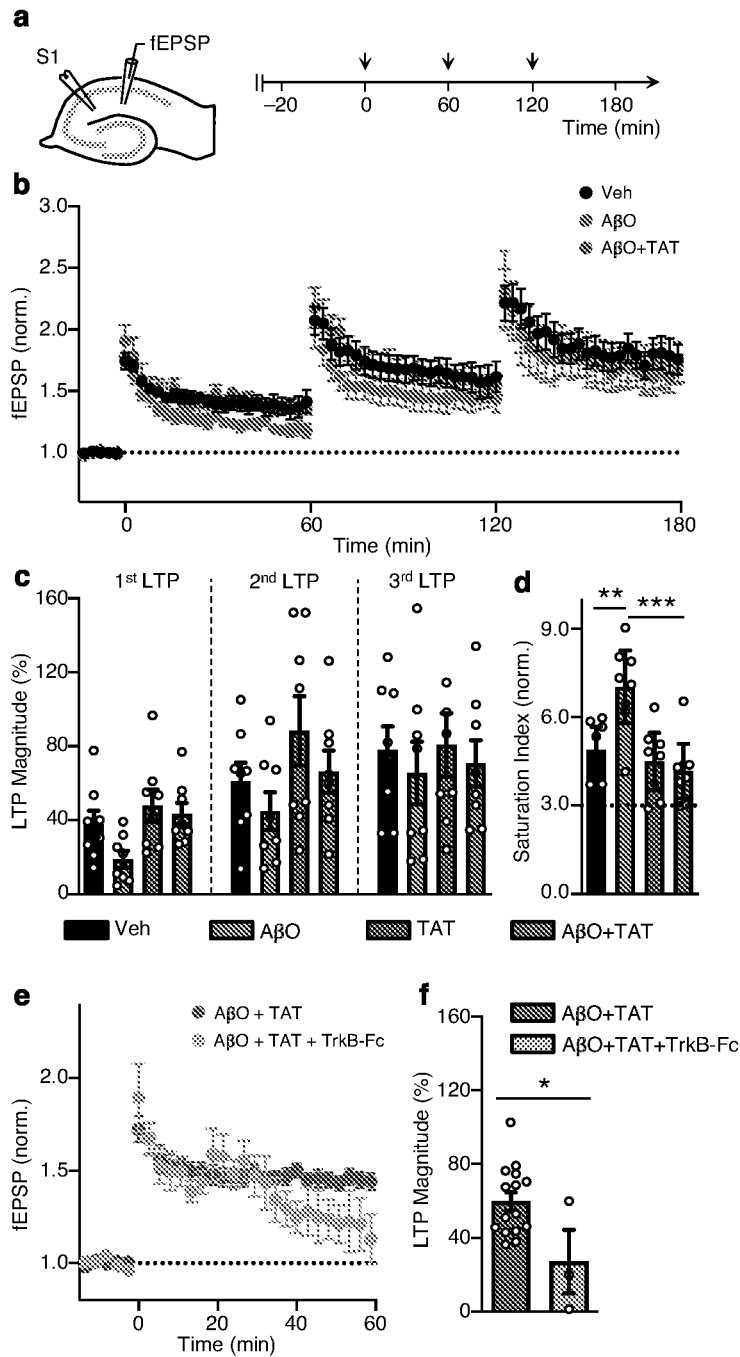 a
S1
fEPSP
−20 0 60 120 180
Time (min)
b
3.0
2.5
2.0
1.5
1.0
fEPSP (norm.)
Veh
AβO
AβO+TAT
0 60 120 180
Time (min)
c
1st LTP 2nd LTP 3rd LTP
160
120
80
40
0
LTP Magnitude (%)
d
** ***
9.0
6.0
3.0
0.0
Saturation Index (norm.)
Veh AβO TAT AβO+TAT
e
AβO + TAT
AβO + TAT + TrkB-Fc
2.0
1.5
1.0
fEPSP (norm.)
0 20 40 60
Time (min)
f
AβO+TAT
AβO+TAT+TrkB-Fc
160
120
80
40
0
LTP Magnitude (%)
*